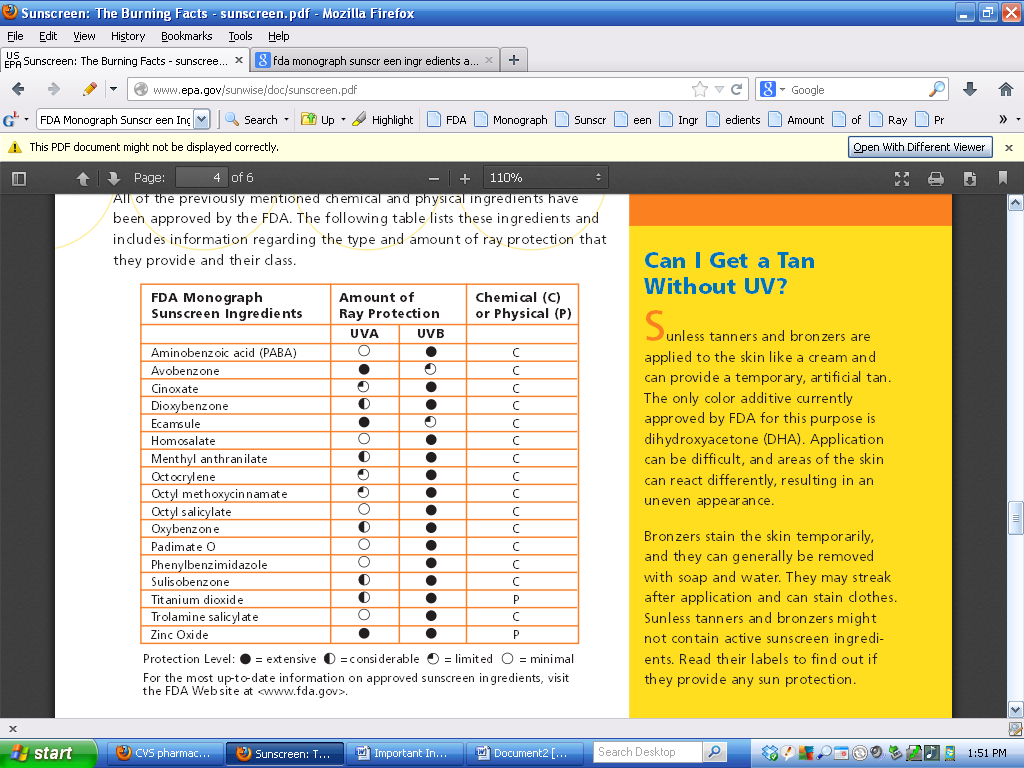 Sunscreen: The Burning Facts - sunscreen.pdf - Mozilla Firefox
File Edit View History Bookmarks Tools Help
US EPA Sunscreen: The Burning Facts - sunscree... × fda monograph sunscr een ingr edients a... × +
www.epa.gov/sunwise/doc/sunscreen.pdf Google
FDA Monograph Sunscr een Ing Search Up Highlight FDA Monograph Sunscr een Ingr edients Amount of Ray Pr »
This PDF document might not be displayed correctly. Open With Different Viewer ×
Page: 4 of 6 110%
All of the previously mentioned chemical and physical ingredients have
been approved by the FDA. The following table lists these ingredients and
includes information regarding the type and amount of ray protection that
they provide and their class.
FDA Monograph Amount of Chemical (C)
Sunscreen Ingredients Ray Protection or Physical (P)
UVA UVB
Aminobenzoic acid (PABA) ○ ● C
Avobenzone ● ◔ C
Cinoxate ◔ ● C
Dioxybenzone ◐ ● C
Ecamsule ● ◔ C
Homosalate ○ ● C
Menthyl anthranilate ◐ ● C
Octocrylene ◔ ● C
Octyl methoxycinnamate ◔ ● C
Octyl salicylate ○ ● C
Oxybenzone ◐ ● C
Padimate O ○ ● C
Phenylbenzimidazole ○ ● C
Sulisobenzone ◐ ● C
Titanium dioxide ◐ ● P
Trolamine salicylate ○ ● C
Zinc Oxide ● ● P
Protection Level: ● = extensive ◐ = considerable ◔ = limited ○ = minimal
For the most up-to-date information on approved sunscreen ingredients, visit
the FDA Web site at <www.fda.gov>.
Can I Get a Tan
Without UV?
Sunless tanners and bronzers are
applied to the skin like a cream and
can provide a temporary, artificial tan.
The only color additive currently
approved by FDA for this purpose is
dihydroxyacetone (DHA). Application
can be difficult, and areas of the skin
can react differently, resulting in an
uneven appearance.
Bronzers stain the skin temporarily,
and they can generally be removed
with soap and water. They may streak
after application and can stain clothes.
Sunless tanners and bronzers might
not contain active sunscreen ingredi-
ents. Read their labels to find out if
they provide any sun protection.
×
start CVS pharmac... Sunscreen: T... Important In... Document2 [... Search Desktop 1:51 PM